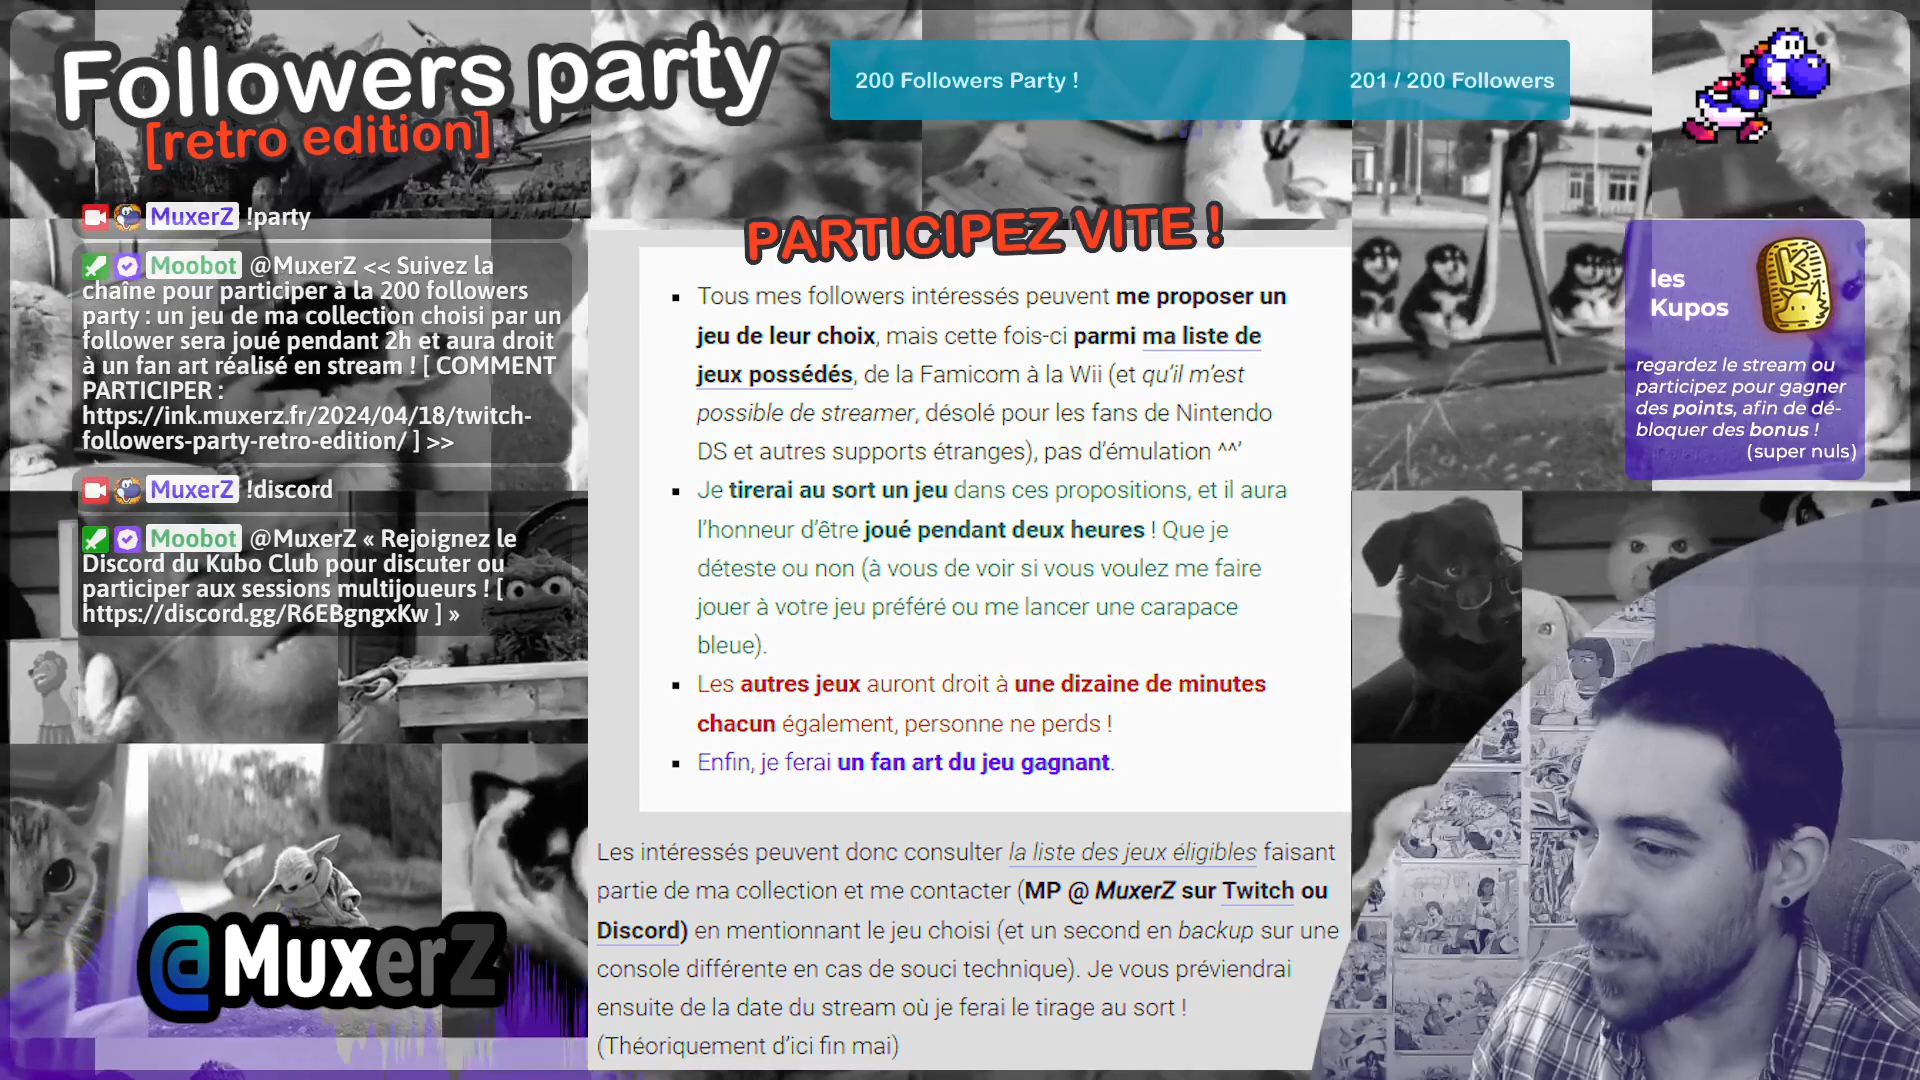 Followers party
[retro edition]
200 Followers Party !
201 / 200 Followers
MuxerZ !party
Moobot @MuxerZ << Suivez la
chaîne pour participer à la 200 followers
party : un jeu de ma collection choisi par un
follower sera joué pendant 2h et aura droit
à un fan art réalisé en stream ! [ COMMENT
PARTICIPER :
https://ink.muxerz.fr/2024/04/18/twitch-
followers-party-retro-edition/ ] >>
MuxerZ !discord
Moobot @MuxerZ « Rejoignez le
Discord du Kubo Club pour discuter ou
participer aux sessions multijoueurs ! [
https://discord.gg/R6EBgngxKw ] »
PARTICIPEZ VITE !
▪ Tous mes followers intéressés peuvent me proposer un
jeu de leur choix, mais cette fois-ci parmi ma liste de
jeux possédés, de la Famicom à la Wii (et qu'il m'est
possible de streamer, désolé pour les fans de Nintendo
DS et autres supports étranges), pas d'émulation ^^'
▪ Je tirerai au sort un jeu dans ces propositions, et il aura
l'honneur d'être joué pendant deux heures ! Que je
déteste ou non (à vous de voir si vous voulez me faire
jouer à votre jeu préféré ou me lancer une carapace
bleue).
▪ Les autres jeux auront droit à une dizaine de minutes
chacun également, personne ne perds !
▪ Enfin, je ferai un fan art du jeu gagnant.
Les intéressés peuvent donc consulter la liste des jeux éligibles faisant
partie de ma collection et me contacter (MP @ MuxerZ sur Twitch ou
Discord) en mentionnant le jeu choisi (et un second en backup sur une
console différente en cas de souci technique). Je vous préviendrai
ensuite de la date du stream où je ferai le tirage au sort !
(Théoriquement d'ici fin mai)
les
Kupos
K
regardez le stream ou
participez pour gagner
des points, afin de dé-
bloquer des bonus !
(super nuls)
@MuxerZ